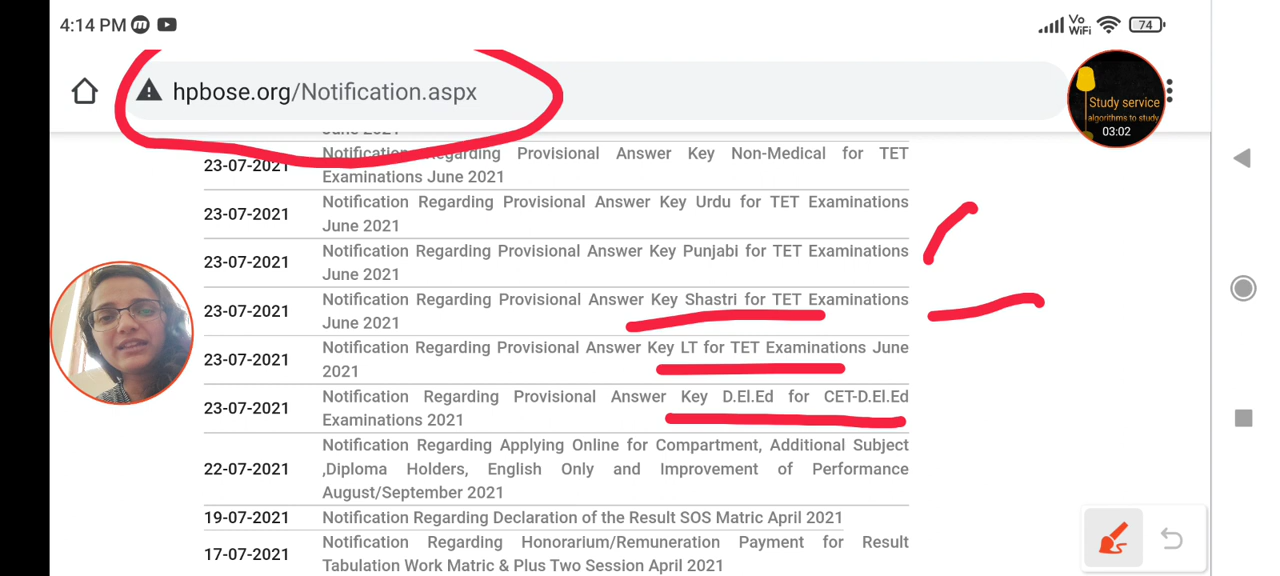 4:14 PM
Vo
WiFi
74
hpbose.org/Notification.aspx
Study service
algorithms to study
03:02
June 2021
23-07-2021 Notification Regarding Provisional Answer Key Non-Medical for TET
Examinations June 2021
23-07-2021 Notification Regarding Provisional Answer Key Urdu for TET Examinations
June 2021
23-07-2021 Notification Regarding Provisional Answer Key Punjabi for TET Examinations
June 2021
23-07-2021 Notification Regarding Provisional Answer Key Shastri for TET Examinations
June 2021
23-07-2021 Notification Regarding Provisional Answer Key LT for TET Examinations June
2021
23-07-2021 Notification Regarding Provisional Answer Key D.El.Ed for CET-D.El.Ed
Examinations 2021
22-07-2021 Notification Regarding Applying Online for Compartment, Additional Subject
,Diploma Holders, English Only and Improvement of Performance
August/September 2021
19-07-2021 Notification Regarding Declaration of the Result SOS Matric April 2021
17-07-2021 Notification Regarding Honorarium/Remuneration Payment for Result
Tabulation Work Matric & Plus Two Session April 2021